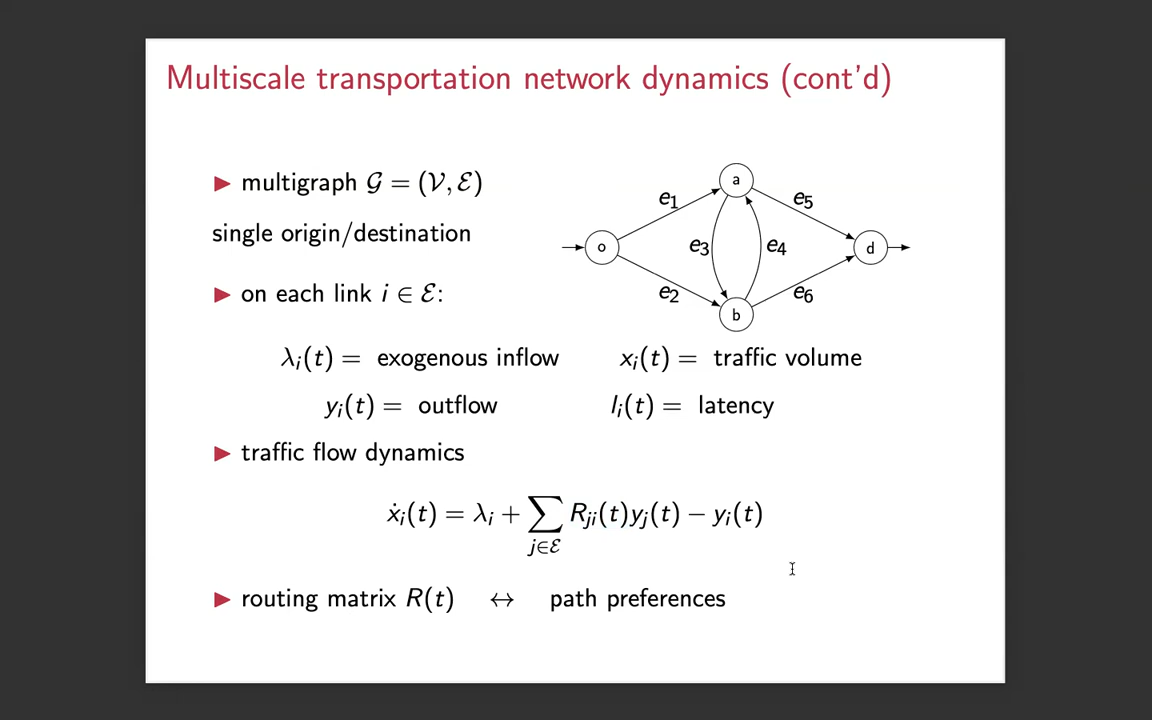 Multiscale transportation network dynamics (cont'd)
▶ multigraph 𝒢 = (𝒱, ℰ)
single origin/destination
▶ on each link i ∈ ℰ:
a
e₁
e₅
o
e₃
e₄
d
e₂
e₆
b
λᵢ(t) = exogenous inflow xᵢ(t) = traffic volume
yᵢ(t) = outflow lᵢ(t) = latency
▶ traffic flow dynamics
ẋᵢ(t) = λᵢ + ∑_{j∈ℰ} R_{ji}(t)yⱼ(t) − yᵢ(t)
▶ routing matrix R(t) ↔ path preferences